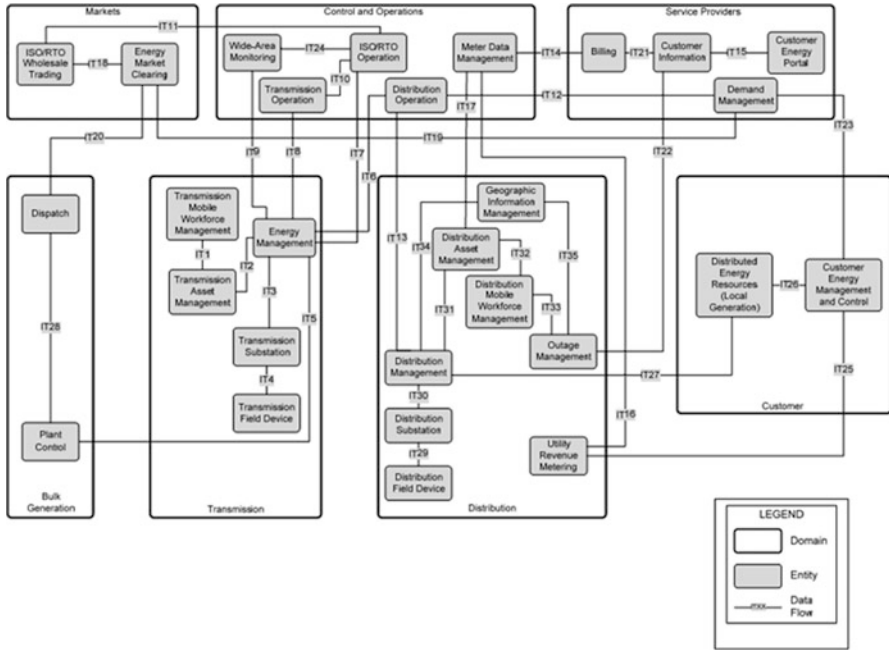 Markets
Control and Operations
Service Providers
IT11
ISO/RTO
Wholesale
Trading
IT18
Energy
Market
Clearing
Wide-Area
Monitoring
IT24
ISO/RTO
Operation
IT10
Transmission
Operation
Distribution
Operation
Meter Data
Management
IT14
Billing
IT21
Customer
Information
IT15
Customer
Energy
Portal
IT12
Demand
Management
IT17
IT20
IT19
IT23
IT9
IT8
IT7
IT6
IT22
Dispatch
IT28
Plant
Control
Bulk
Generation
Transmission
Mobile
Workforce
Management
IT1
Transmission
Asset
Management
IT2
Energy
Management
IT3
IT5
Transmission
Substation
IT4
Transmission
Field Device
Transmission
Geographic
Information
Management
IT13
IT34
Distribution
Asset
Management
IT32
IT35
Distribution
Mobile
Workforce
Management
IT33
IT31
Outage
Management
Distribution
Management
IT27
IT30
IT16
Distribution
Substation
IT29
Distribution
Field Device
Utility
Revenue
Metering
Distribution
Distributed
Energy
Resources
(Local
Generation)
IT26
Customer
Energy
Management
and Control
IT25
Customer
LEGEND
Domain
Entity
ITXX
Data
Flow